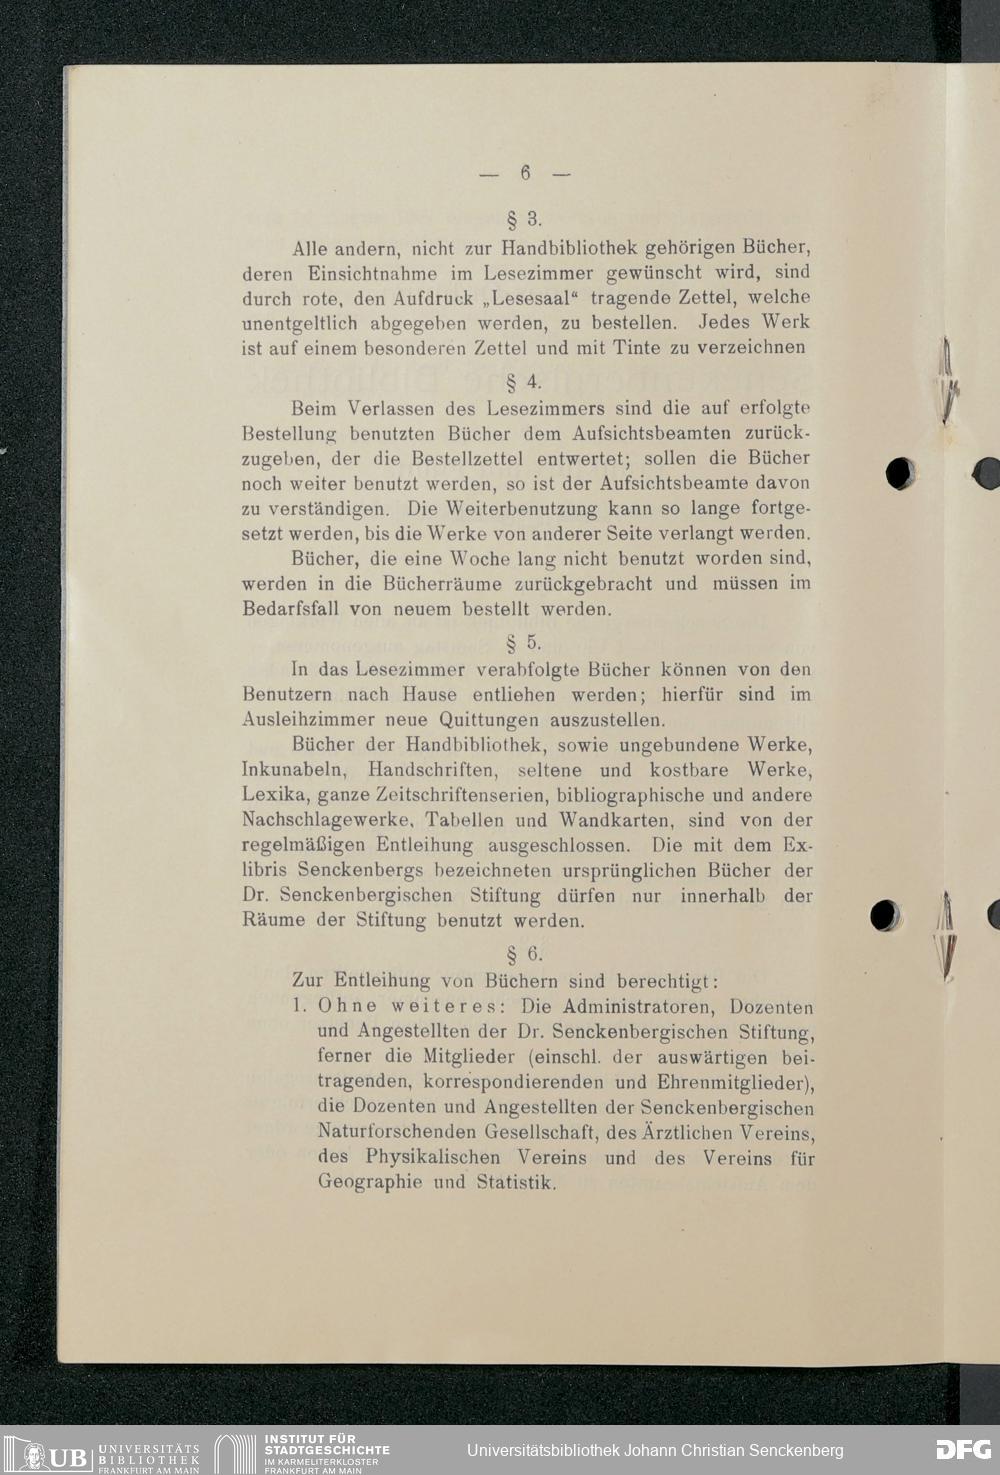 — 6 —
§ 3.
Alle andern, nicht zur Handbibliothek gehörigen Bücher,
deren Einsichtnahme im Lesezimmer gewünscht wird, sind
durch rote, den Aufdruck „Lesesaal“ tragende Zettel, welche
unentgeltlich abgegeben werden, zu bestellen. Jedes Werk
ist auf einem besonderen Zettel und mit Tinte zu verzeichnen
§ 4.
Beim Verlassen des Lesezimmers sind die auf erfolgte
Bestellung benutzten Bücher dem Aufsichtsbeamten zurück-
zugeben, der die Bestellzettel entwertet; sollen die Bücher
noch weiter benutzt werden, so ist der Aufsichtsbeamte davon
zu verständigen. Die Weiterbenutzung kann so lange fortge-
setzt werden, bis die Werke von anderer Seite verlangt werden.
Bücher, die eine Woche lang nicht benutzt worden sind,
werden in die Bücherräume zurückgebracht und müssen im
Bedarfsfall von neuem bestellt werden.
§ 5.
In das Lesezimmer verabfolgte Bücher können von den
Benutzern nach Hause entliehen werden; hierfür sind im
Ausleihzimmer neue Quittungen auszustellen.
Bücher der Handbibliothek, sowie ungebundene Werke,
Inkunabeln, Handschriften, seltene und kostbare Werke,
Lexika, ganze Zeitschriftenserien, bibliographische und andere
Nachschlagewerke, Tabellen und Wandkarten, sind von der
regelmäßigen Entleihung ausgeschlossen. Die mit dem Ex-
libris Senckenbergs bezeichneten ursprünglichen Bücher der
Dr. Senckenbergischen Stiftung dürfen nur innerhalb der
Räume der Stiftung benutzt werden.
§ 6.
Zur Entleihung von Büchern sind berechtigt:
1. Ohne weiteres: Die Administratoren, Dozenten
und Angestellten der Dr. Senckenbergischen Stiftung,
ferner die Mitglieder (einschl. der auswärtigen bei-
tragenden, korrespondierenden und Ehrenmitglieder),
die Dozenten und Angestellten der Senckenbergischen
Naturforschenden Gesellschaft, des Ärztlichen Vereins,
des Physikalischen Vereins und des Vereins für
Geographie und Statistik.
UB UNIVERSITÄTS
BIBLIOTHEK
FRANKFURT AM MAIN
INSTITUT FÜR
STADTGESCHICHTE
IM KARMELITERKLOSTER
FRANKFURT AM MAIN
Universitätsbibliothek Johann Christian Senckenberg
DFG